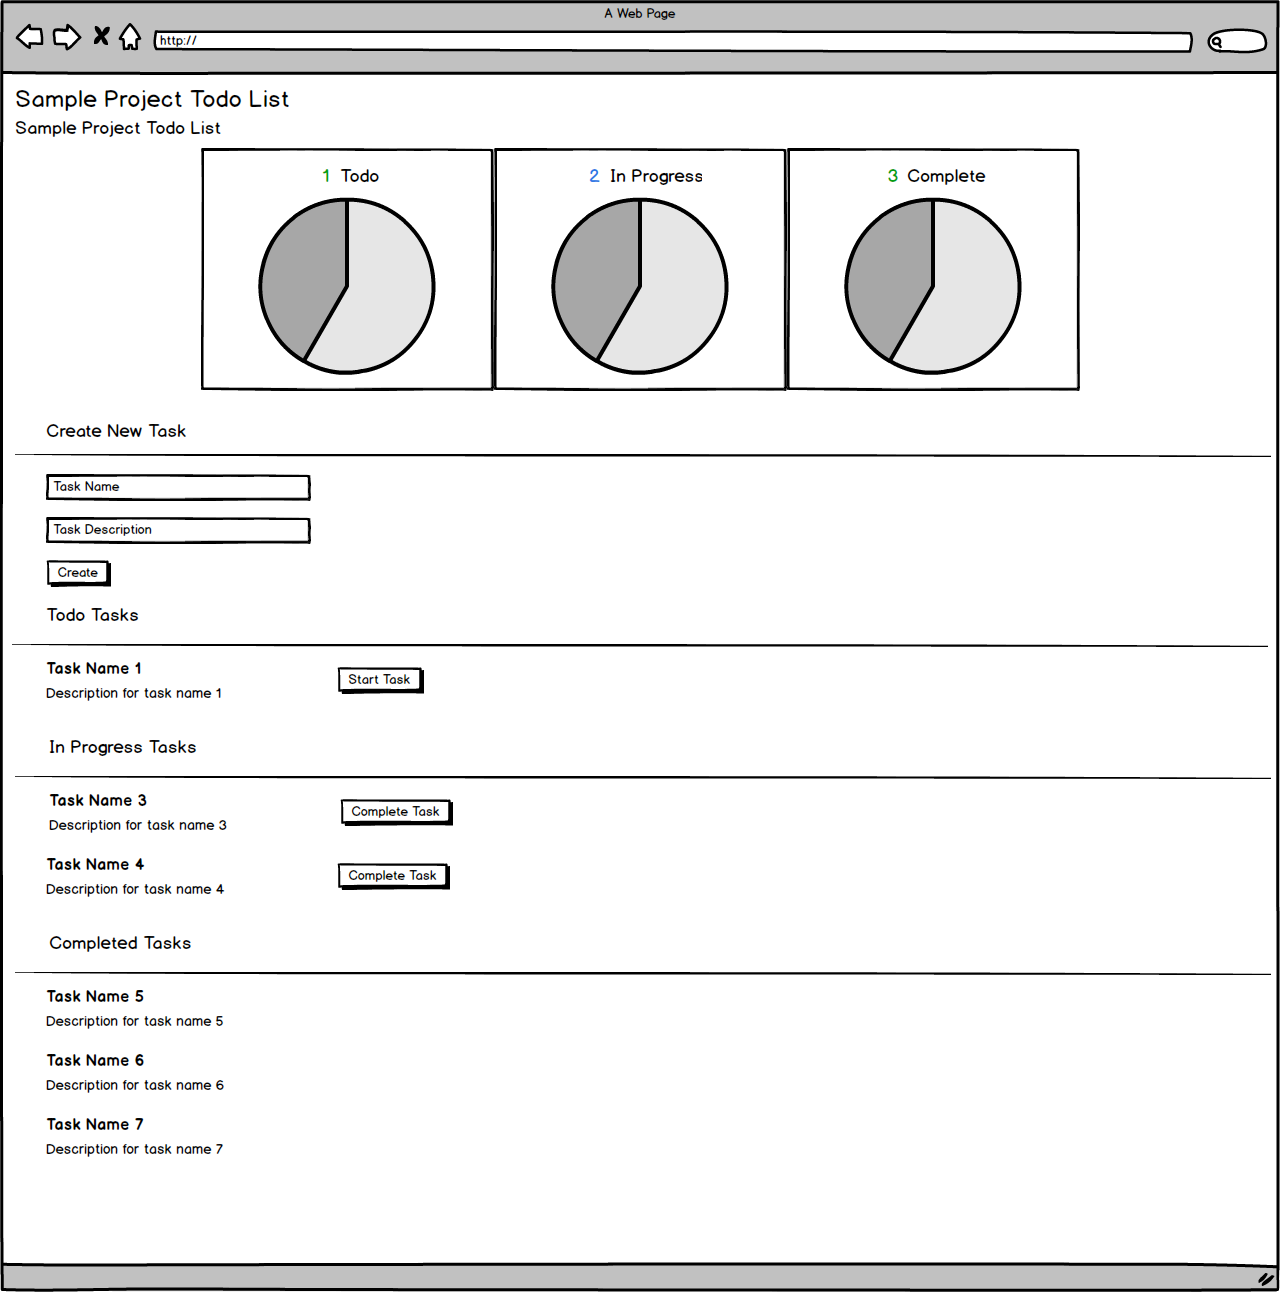 A Web Page
http://
Sample Project Todo List
Sample Project Todo List
1 Todo
2 In Progress
3 Complete
Create New Task
Task Name
Task Description
Create
Todo Tasks
Task Name 1
Start Task
Description for task name 1
In Progress Tasks
Task Name 3
Complete Task
Description for task name 3
Task Name 4
Complete Task
Description for task name 4
Completed Tasks
Task Name 5
Description for task name 5
Task Name 6
Description for task name 6
Task Name 7
Description for task name 7